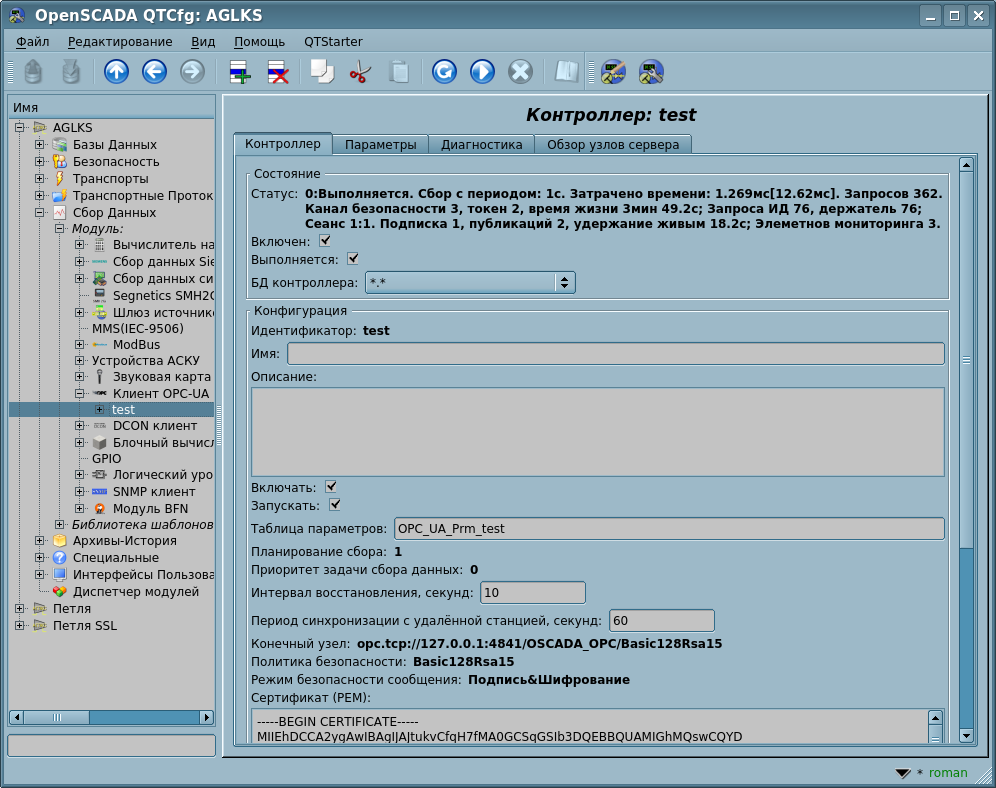 OpenSCADA QTCfg: AGLKS
Файл Редактирование Вид Помощь QTStarter
Имя
AGLKS
Базы Данных
Безопасность
Транспорты
Транспортные Проток
Сбор Данных
Модуль:
Вычислитель на
Сбор данных Sie
Сбор данных си
Segnetics SMH2C
Шлюз источнико
MMS(IEC-9506)
ModBus
Устройства АСКУ
Звуковая карта
Клиент OPC-UA
test
DCON клиент
Блочный вычисл
GPIO
Логический уро
SNMP клиент
Модуль BFN
Библиотека шаблонов
Архивы-История
Специальные
Интерфейсы Пользова
Диспетчер модулей
Петля
Петля SSL
Контроллер: test
Контроллер Параметры Диагностика Обзор узлов сервера
Состояние
Статус: 0:Выполняется. Сбор с периодом: 1с. Затрачено времени: 1.269мс[12.62мс]. Запросов 362.
Канал безопасности 3, токен 2, время жизни 3мин 49.2с; Запроса ИД 76, держатель 76;
Сеанс 1:1. Подписка 1, публикаций 2, удержание живым 18.2с; Элеметнов мониторинга 3.
Включен:
Выполняется:
БД контроллера: *.*
Конфигурация
Идентификатор: test
Имя:
Описание:
Включать:
Запускать:
Таблица параметров: OPC_UA_Prm_test
Планирование сбора: 1
Приоритет задачи сбора данных: 0
Интервал восстановления, секунд: 10
Период синхронизации с удалённой станцией, секунд: 60
Конечный узел: opc.tcp://127.0.0.1:4841/OSCADA_OPC/Basic128Rsa15
Политика безопасности: Basic128Rsa15
Режим безопасности сообщения: Подпись&Шифрование
Сертификат (PEM):
-----BEGIN CERTIFICATE-----
MIIEhDCCA2ygAwIBAgIJAJtukvCfqH7fMA0GCSqGSIb3DQEBBQUAMIGhMQswCQYD
* roman